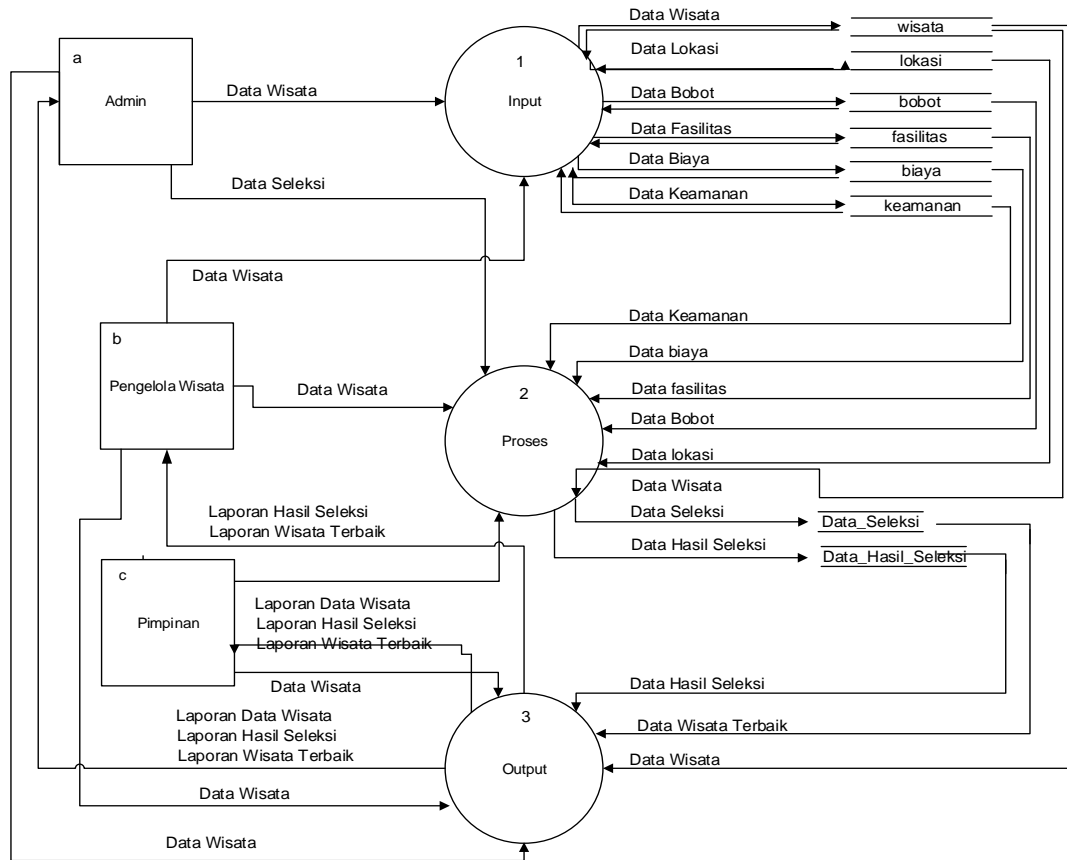 Data Wisata
wisata
a
1
Data Lokasi
lokasi
Admin
Data Wisata
Input
Data Bobot
bobot
Data Fasilitas
fasilitas
Data Biaya
biaya
Data Seleksi
Data Keamanan
keamanan
Data Wisata
Data Keamanan
b
Data biaya
Pengelola Wisata
Data Wisata
2
Data fasilitas
Data Bobot
Proses
Data lokasi
Data Wisata
Laporan Hasil Seleksi
Laporan Wisata Terbaik
Data Seleksi
Data_Seleksi
Data Hasil Seleksi
Data_Hasil_Seleksi
c
Pimpinan
Laporan Data Wisata
Laporan Hasil Seleksi
Laporan Wisata Terbaik
Data Wisata
Data Hasil Seleksi
Laporan Data Wisata
Laporan Hasil Seleksi
Laporan Wisata Terbaik
3
Data Wisata Terbaik
Output
Data Wisata
Data Wisata
Data Wisata